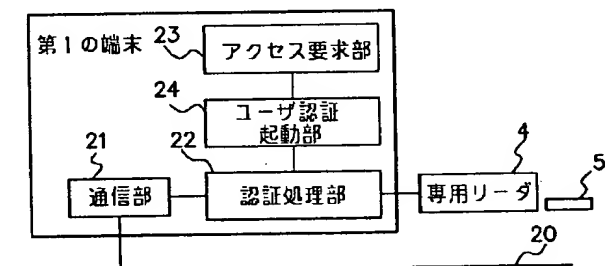 第1の端末
23
アクセス要求部
24
ユーザ認証
起動部
21
22
4
5
通信部
認証処理部
専用リーダ
20